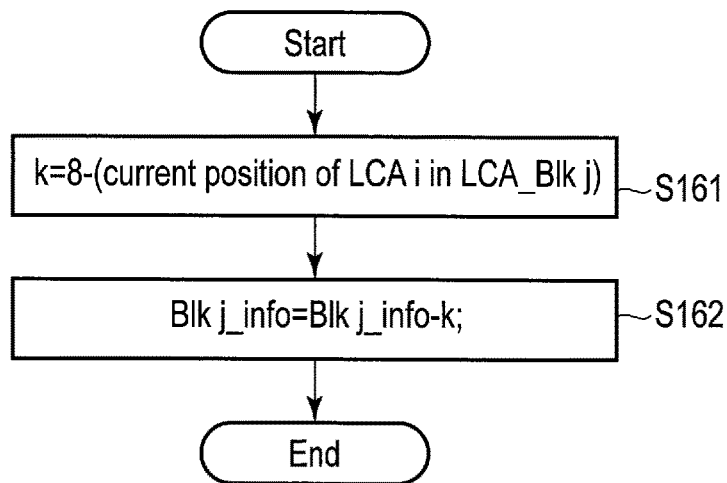 Start
k=8-(current position of LCA i in LCA_Blk j)
S161
Blk j_info=Blk j_info-k;
S162
End